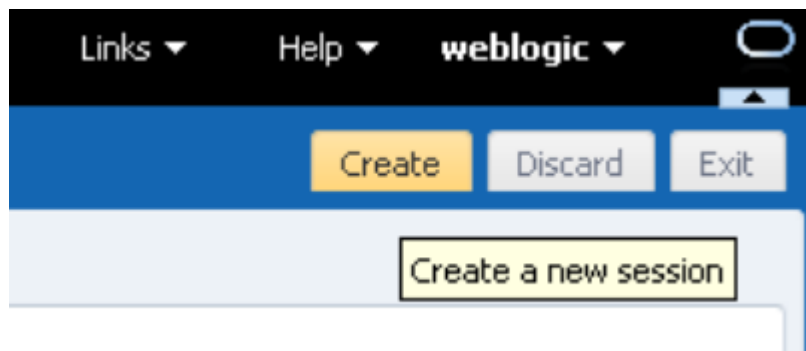 Links Help weblogic
Create Discard Exit
Create a new session